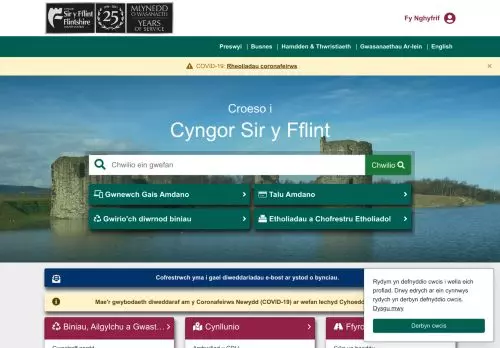 Sir y Fflint
Flintshire
25
MLYNEDD
O WASANAETH
YEARS
OF SERVICE
Fy Nghyfrif
Preswyl | Busnes | Hamdden & Thwristiaeth | Gwasanaethau Ar-lein | English
COVID-19: Rheoliadau coronafeirws ×
Croeso i
Cyngor Sir y Fflint
Chwilio ein gwefan Chwilio
Gwnewch Gais Amdano
Talu Amdano
Gwirio'ch diwrnod biniau
Etholiadau a Chofrestru Etholiadol
Cofrestrwch yma i gael diweddariadau e-bost ar ystod o bynciau.
Mae'r gwybodaeth diweddaraf am y Coronafeirws Newydd (COVID-19) ar wefan Iechyd Cyhoedd
Biniau, Ailgylchu a Gwast...
Cynllunio
Ffyrd
Rydym yn defnyddio cwcis i wella eich
profiad. Drwy edrych ar ein cynnwys
rydych yn derbyn defnyddio cwcis.
Dysgu mwy
Derbyn cwcis